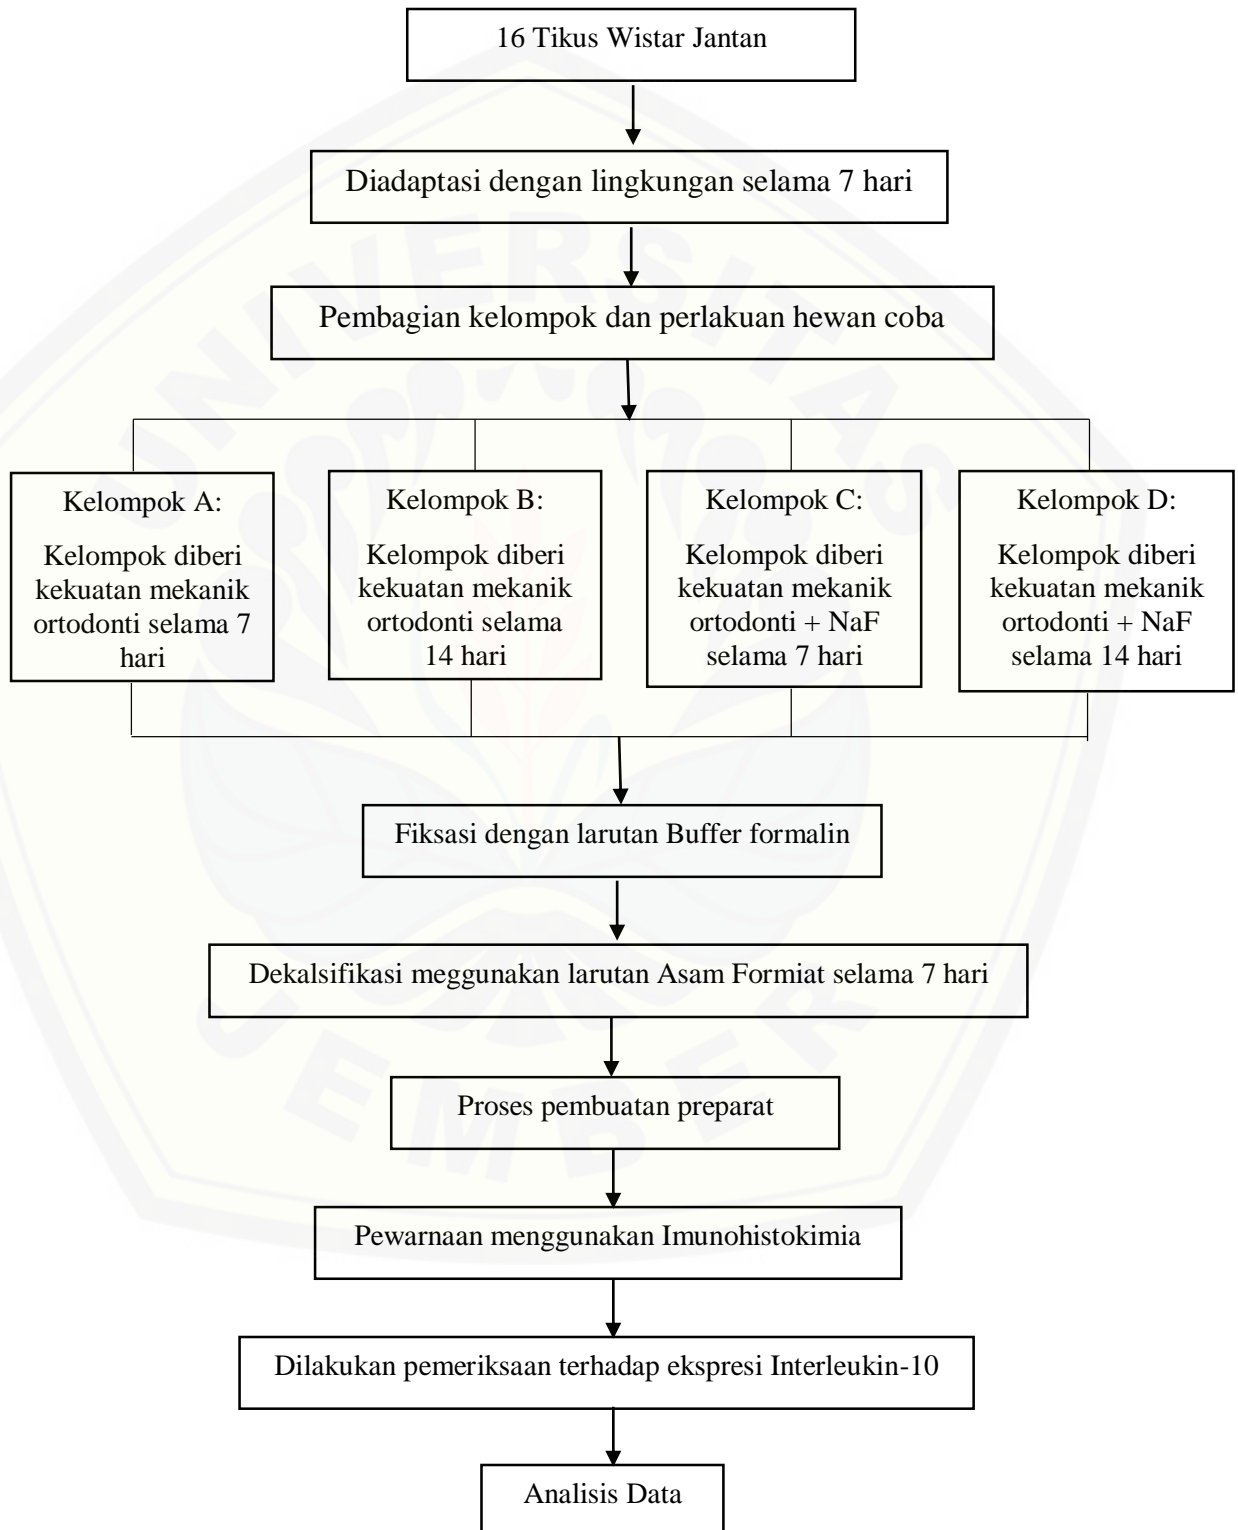 16 Tikus Wistar Jantan
Diadaptasi dengan lingkungan selama 7 hari
Pembagian kelompok dan perlakuan hewan coba
Kelompok A:
Kelompok diberi
kekuatan mekanik
ortodonti selama 7
hari
Kelompok B:
Kelompok diberi
kekuatan mekanik
ortodonti selama
14 hari
Kelompok C:
Kelompok diberi
kekuatan mekanik
ortodonti + NaF
selama 7 hari
Kelompok D:
Kelompok diberi
kekuatan mekanik
ortodonti + NaF
selama 14 hari
Fiksasi dengan larutan Buffer formalin
Dekalsifikasi meggunakan larutan Asam Formiat selama 7 hari
Proses pembuatan preparat
Pewarnaan menggunakan Imunohistokimia
Dilakukan pemeriksaan terhadap ekspresi Interleukin-10
Analisis Data
UNIVERSITAS
JEMBER